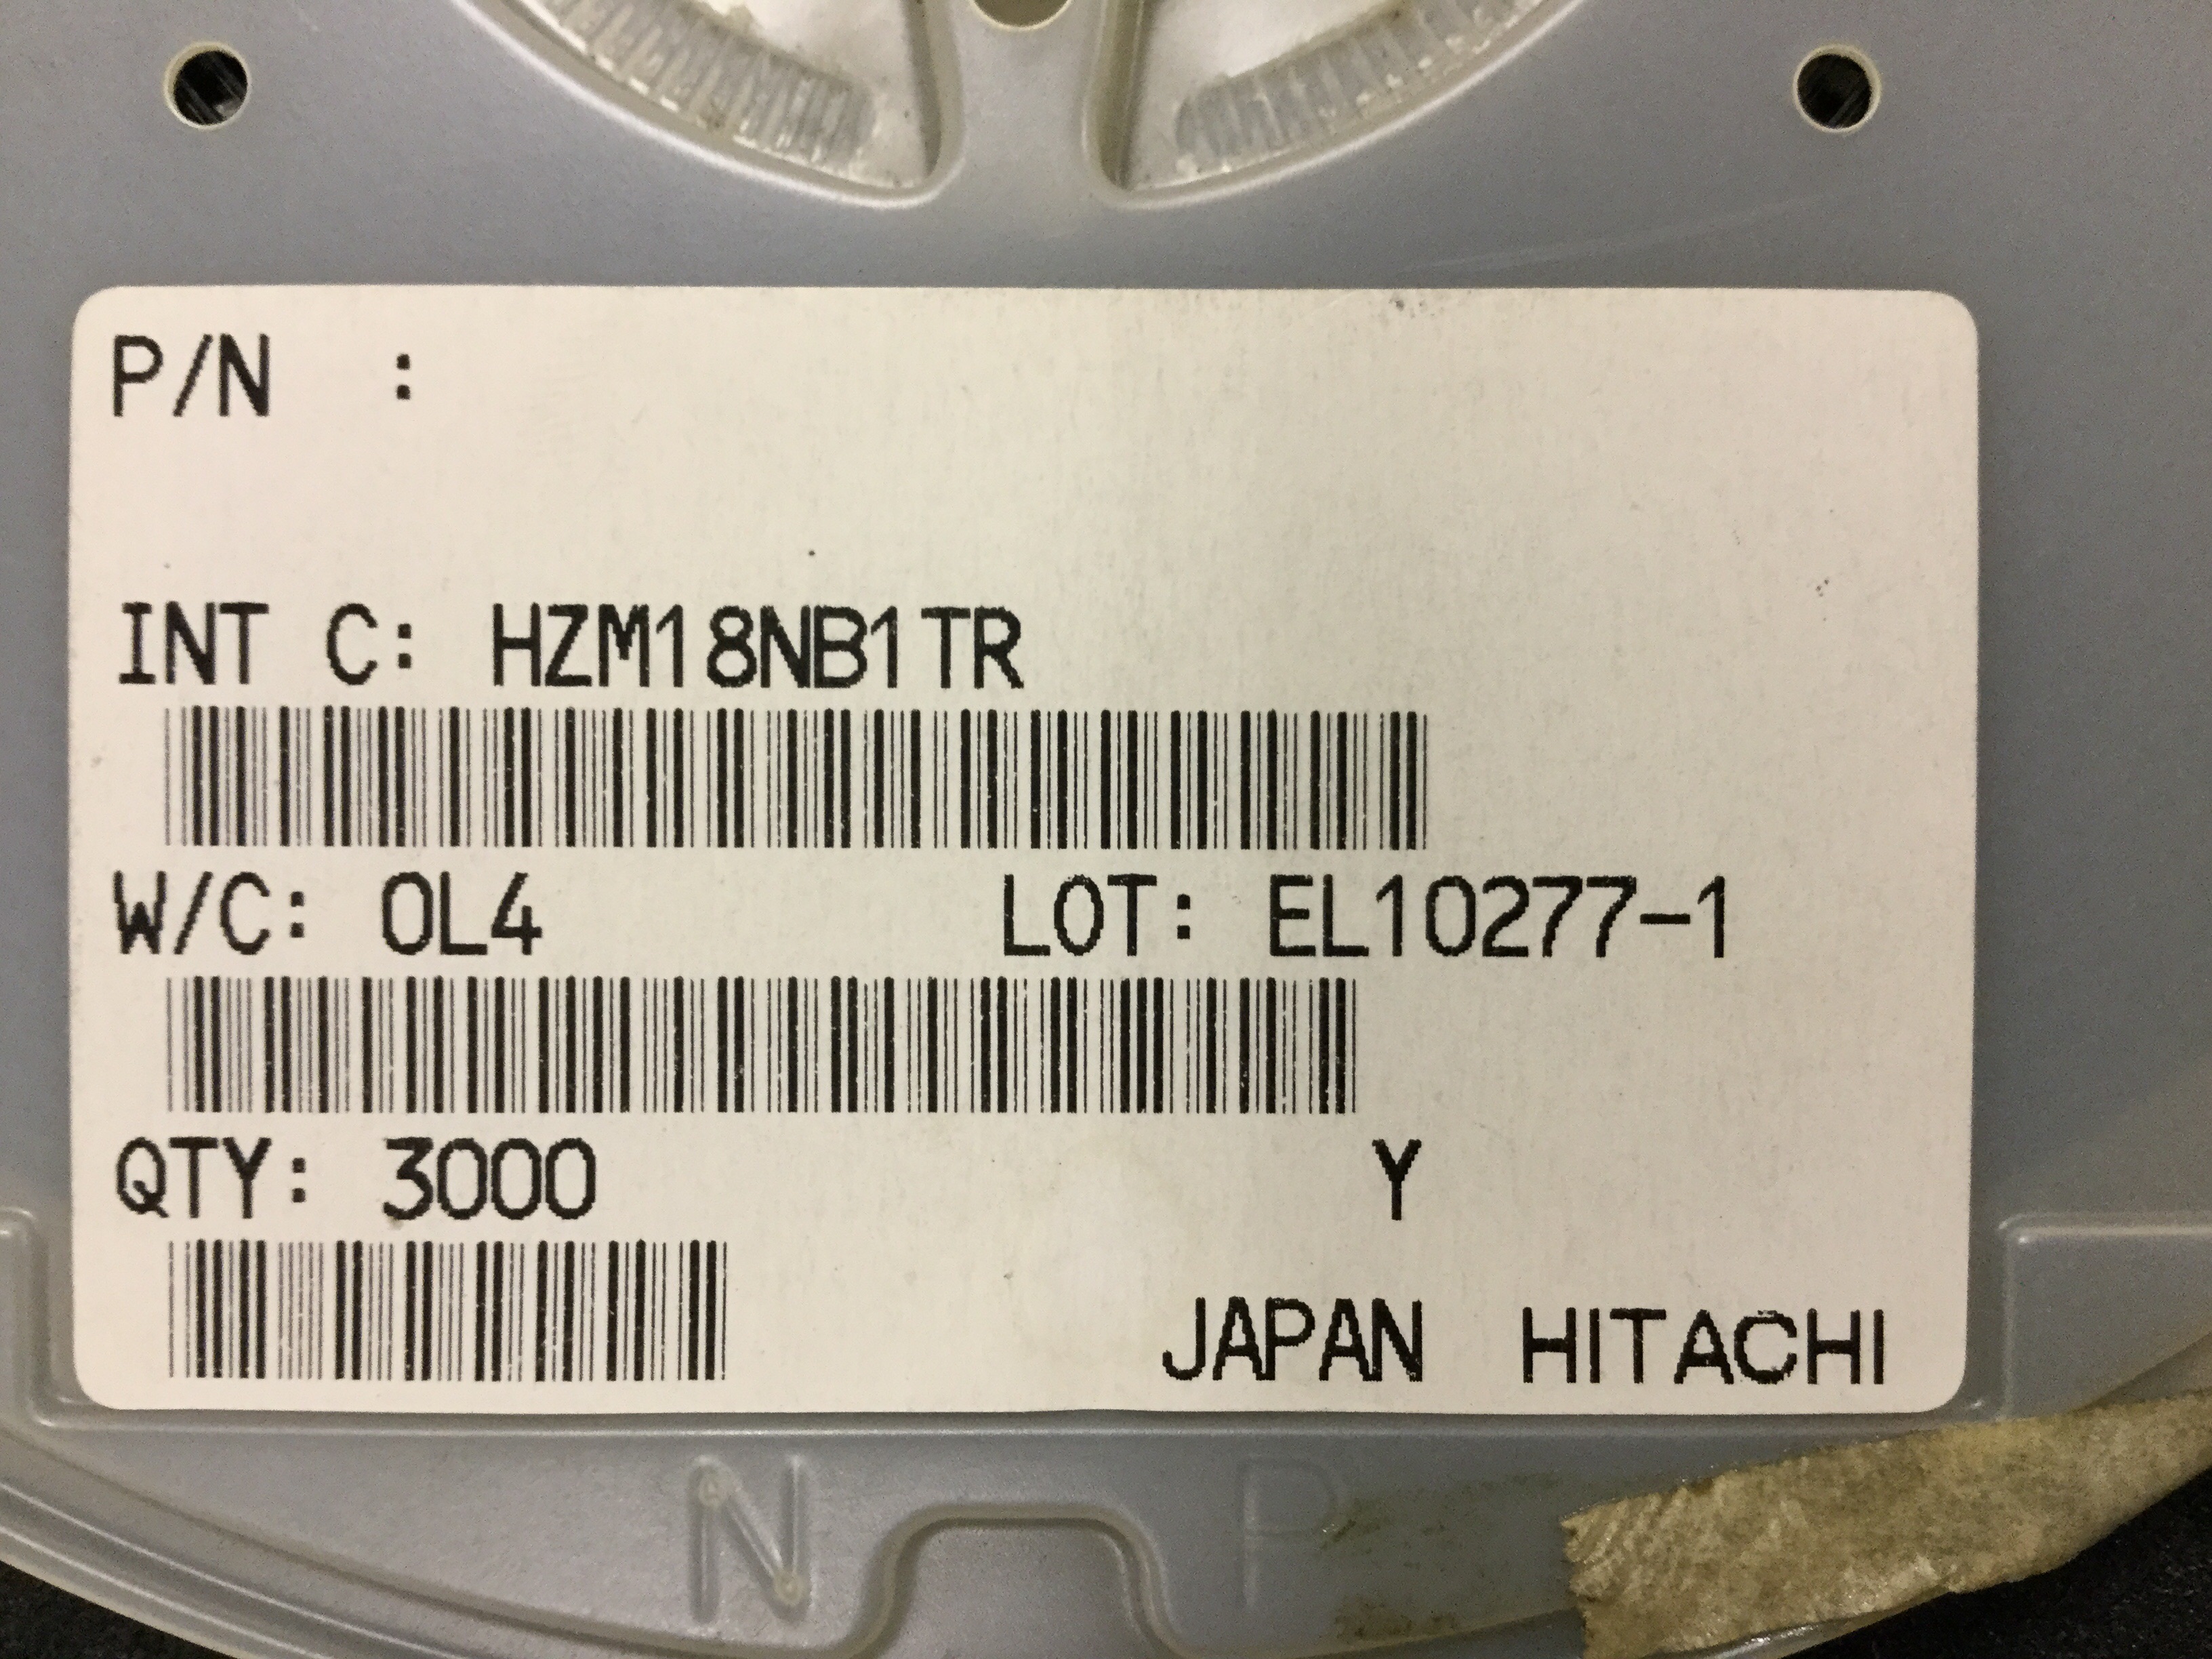 P/N :
INT C: HZM18NB1TR
W/C: 0L4 LOT: EL10277-1
QTY: 3000 Y
JAPAN HITACHI
N P